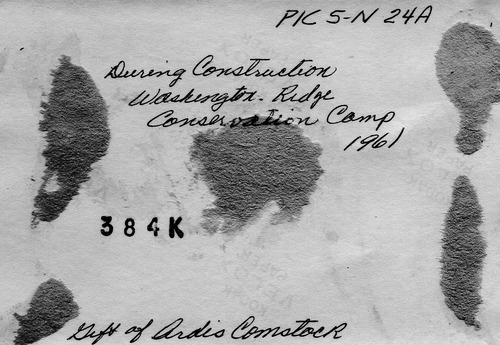 PIC 5-N 24A
During Construction
Washington Ridge
Conservation Camp
1961
384K
Gift of Ardis Comstock